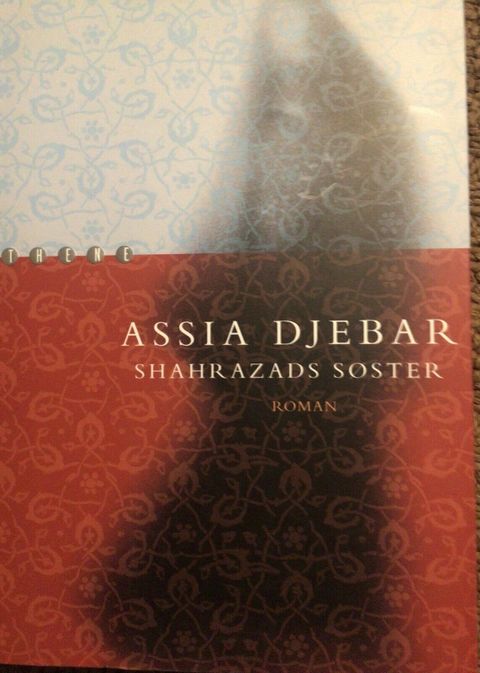 THENE
ASSIA DJEBAR
SHAHRAZADS SØSTER
ROMAN